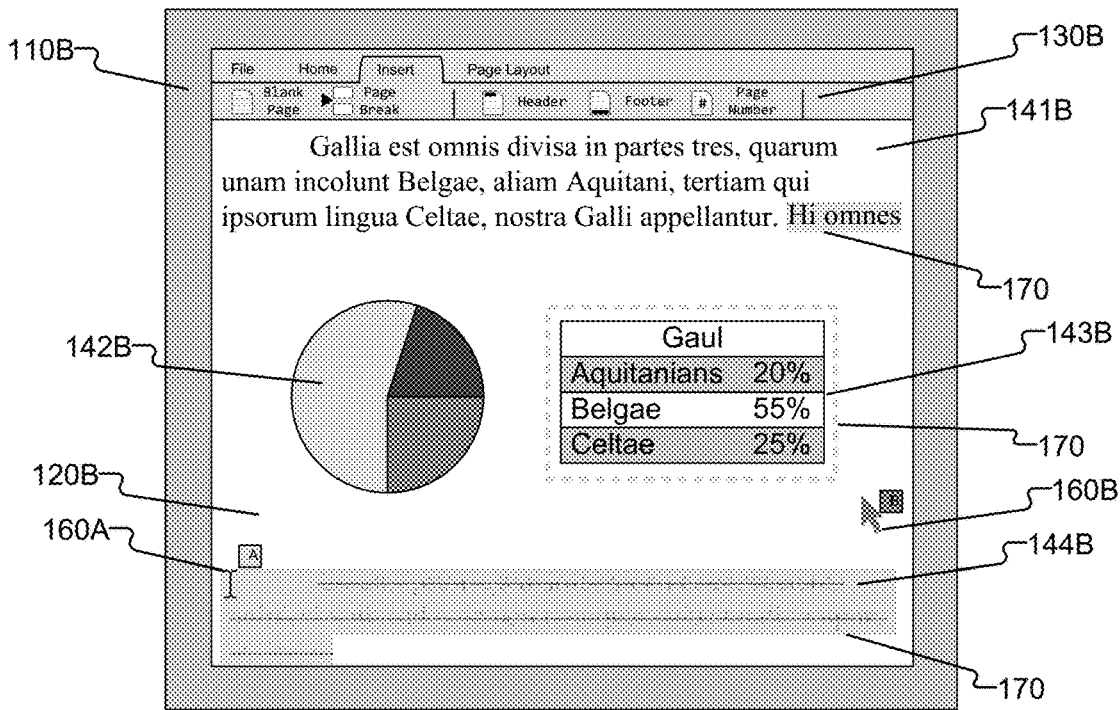 110B
130B
File Home Insert Page Layout
Blank Page Page Break Header Footer # Page Number
141B
Gallia est omnis divisa in partes tres, quarum
unam incolunt Belgae, aliam Aquitani, tertiam qui
ipsorum lingua Celtae, nostra Galli appellantur. Hi omnes
170
142B
143B
Gaul
Aquitanians 20%
Belgae 55%
Celtae 25%
170
120B
160B
B
160A
A
144B
170